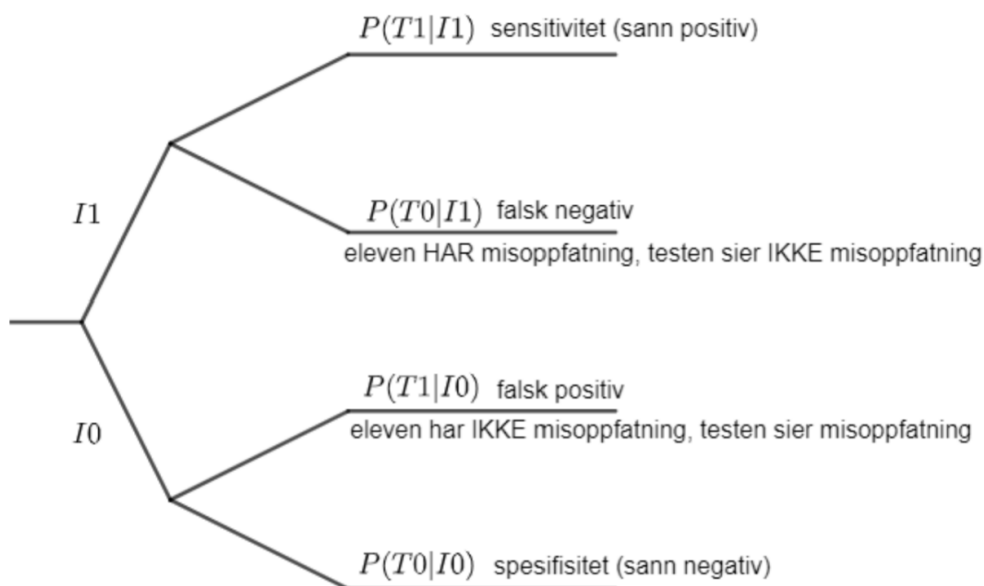 P(T1|I1) sensitivitet (sann positiv)
I1
P(T0|I1) falsk negativ
eleven HAR misoppfatning, testen sier IKKE misoppfatning
P(T1|I0) falsk positiv
I0
eleven har IKKE misoppfatning, testen sier misoppfatning
P(T0|I0) spesifisitet (sann negativ)